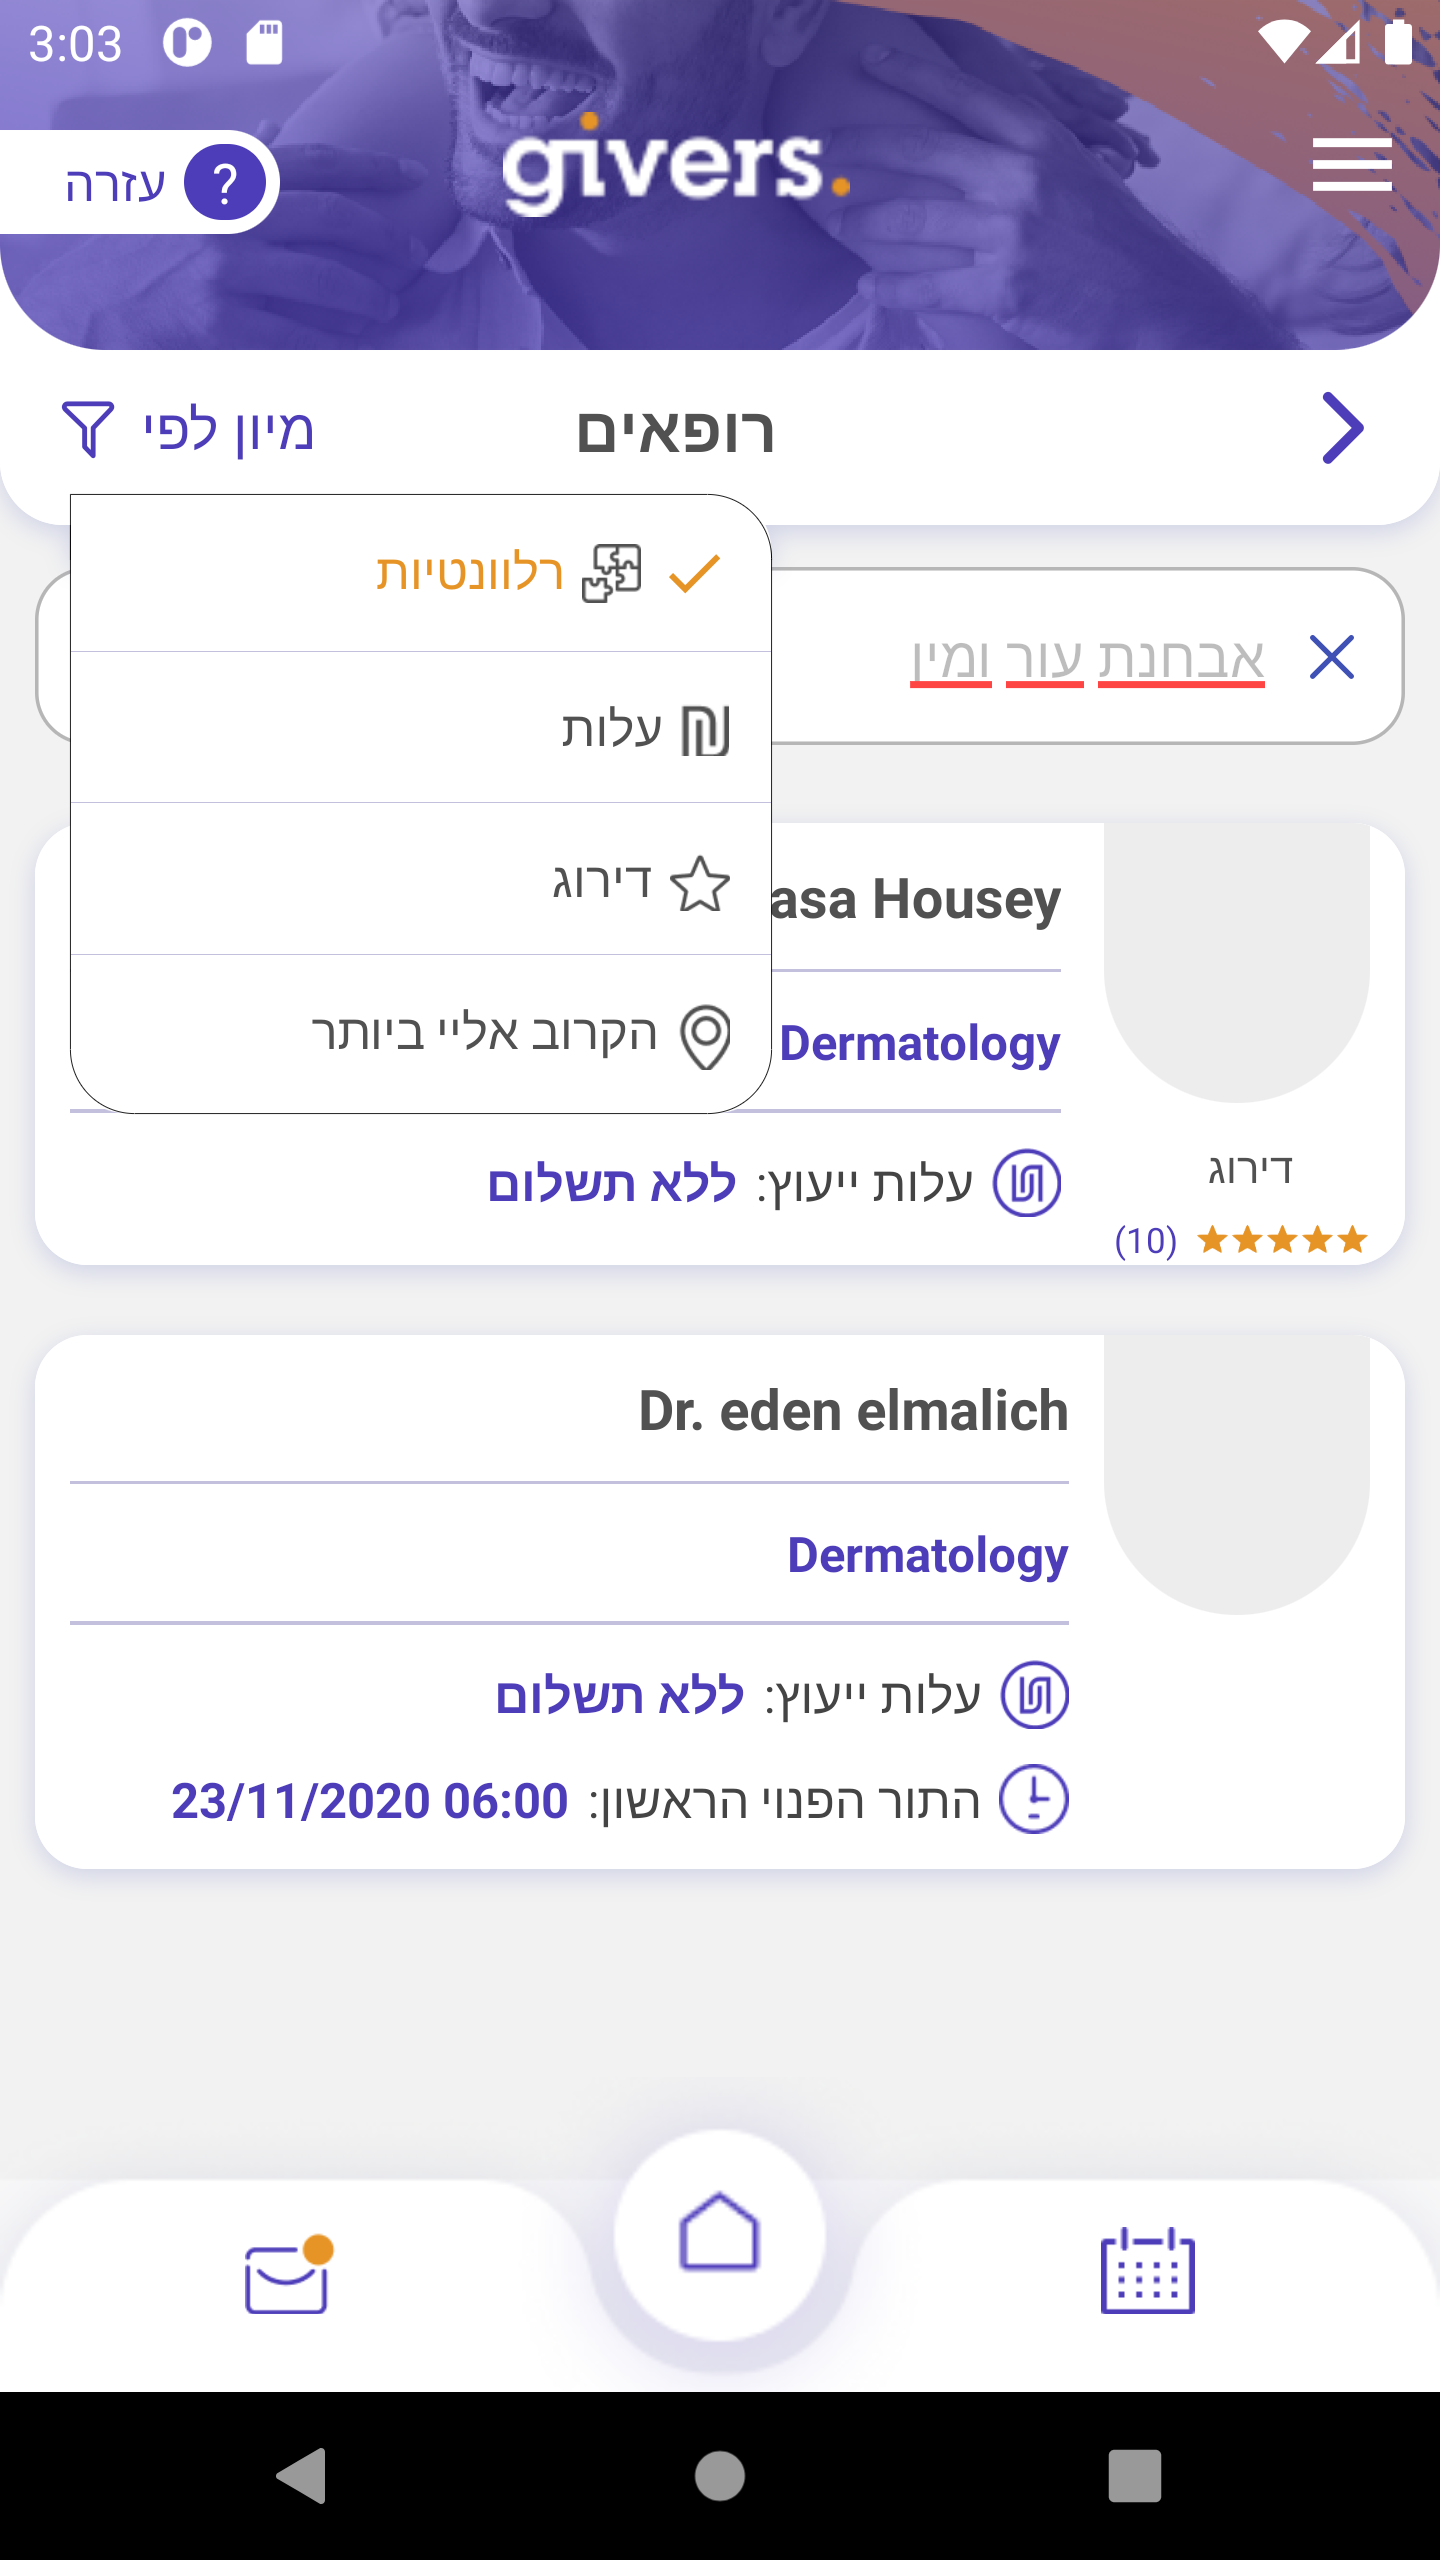 3:03
עזרה ?
givers.
רופאים
מיון לפי
רלוונטיות
עלות
דירוג
הקרוב אליי ביותר
אבחנת עור ומין
asa Housey
Dermatology
עלות ייעוץ: ללא תשלום
דירוג
(10)
Dr. eden elmalich
Dermatology
עלות ייעוץ: ללא תשלום
התור הפנוי הראשון: 23/11/2020 06:00